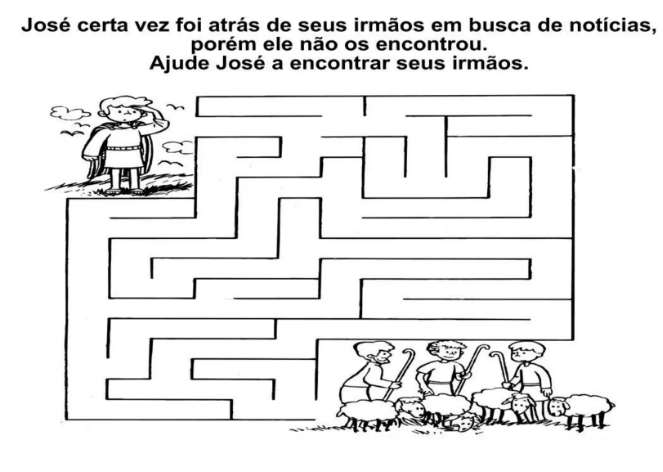 José certa vez foi atrás de seus irmãos em busca de notícias,
porém ele não os encontrou.
Ajude José a encontrar seus irmãos.